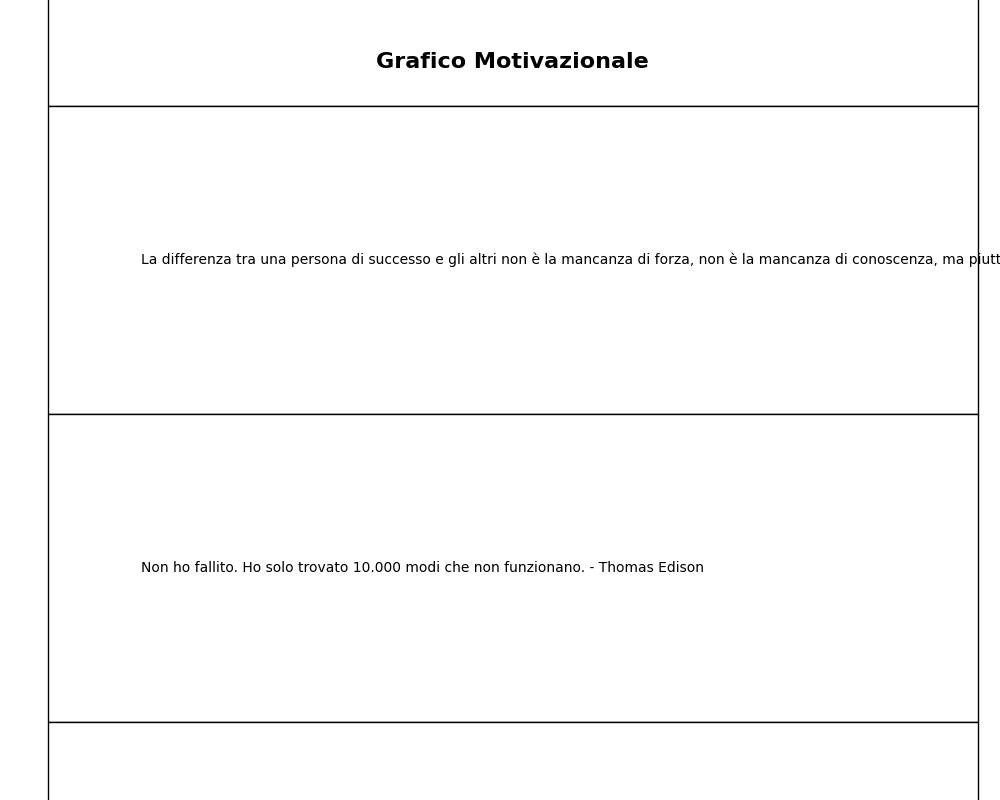 Grafico Motivazionale
La differenza tra una persona di successo e gli altri non è la mancanza di forza, non è la mancanza di conoscenza, ma piutt
Non ho fallito. Ho solo trovato 10.000 modi che non funzionano. - Thomas Edison